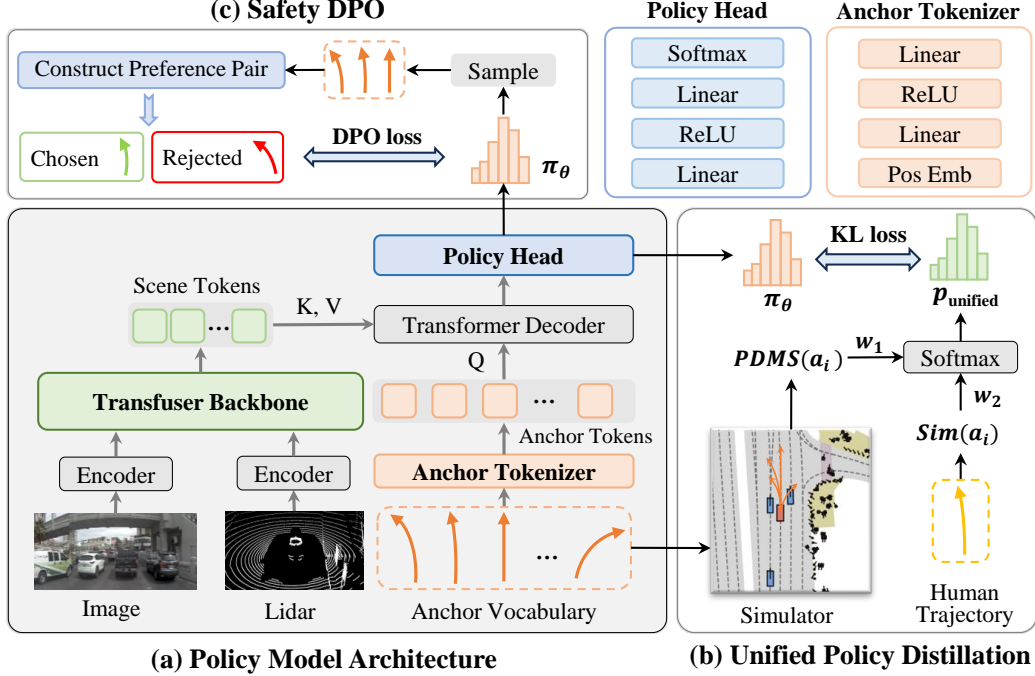 (c) Safety DPO
Policy Head
Anchor Tokenizer
Construct Preference Pair
Sample
Chosen
Rejected
DPO loss
π_θ
Softmax
Linear
ReLU
Linear
Linear
ReLU
Linear
Pos Emb
Policy Head
Scene Tokens
K, V
Transformer Decoder
Q
Transfuser Backbone
Anchor Tokens
Encoder
Encoder
Anchor Tokenizer
Image
Lidar
Anchor Vocabulary
(a) Policy Model Architecture
KL loss
π_θ
p_unified
PDMS(a_i)
w_1
Softmax
w_2
Sim(a_i)
Simulator
Human
Trajectory
(b) Unified Policy Distillation